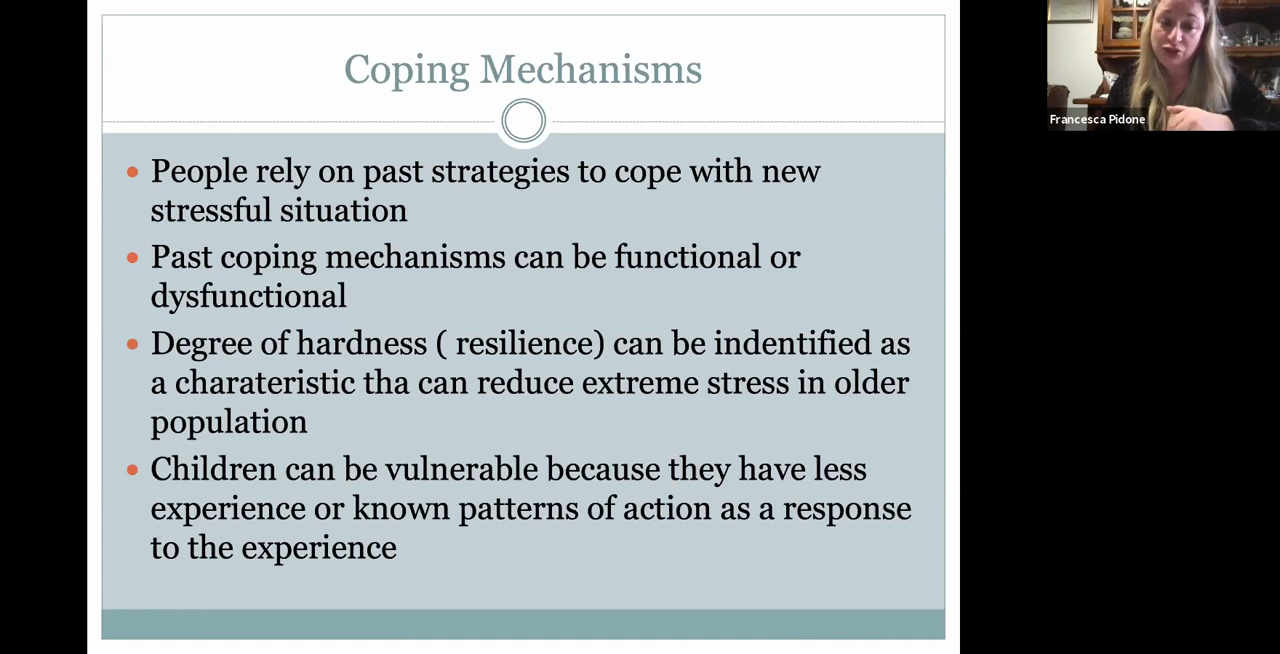 Coping Mechanisms
Francesca Pidone
People rely on past strategies to cope with new
stressful situation
Past coping mechanisms can be functional or
dysfunctional
Degree of hardness ( resilience) can be indentified as
a charateristic tha can reduce extreme stress in older
population
Children can be vulnerable because they have less
experience or known patterns of action as a response
to the experience